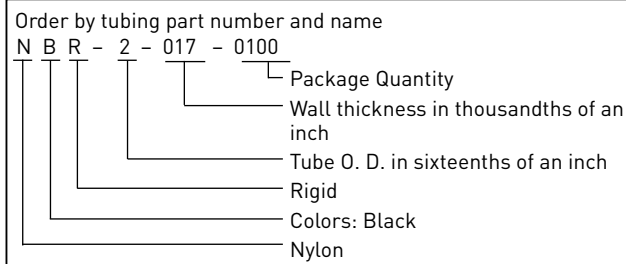 Order by tubing part number and name
N B R – 2 – 017 – 0100
Package Quantity
Wall thickness in thousandths of an
inch
Tube O. D. in sixteenths of an inch
Rigid
Colors: Black
Nylon